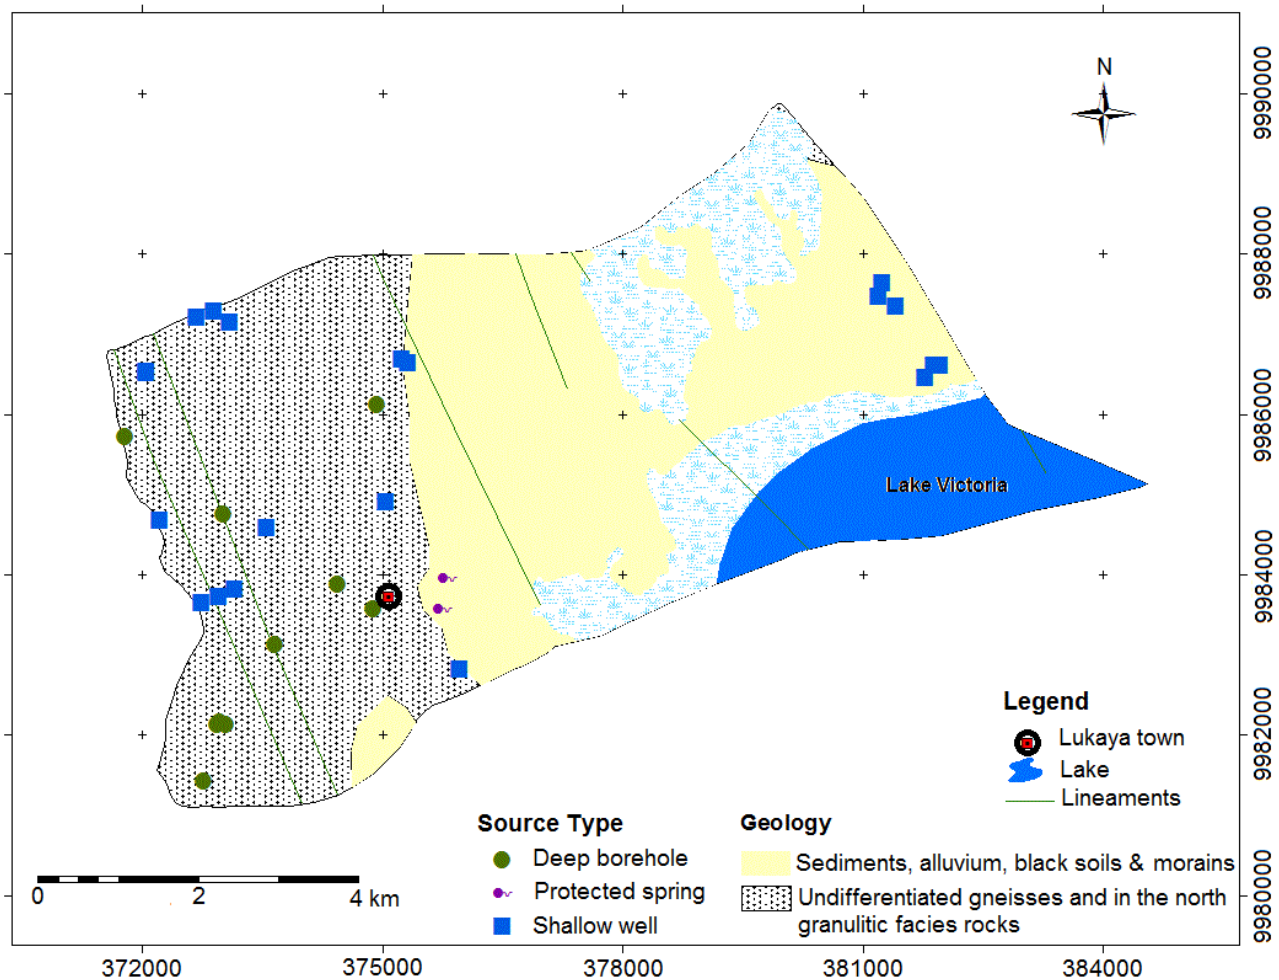 N
9990000
9988000
9986000
9984000
9982000
9980000
Lake Victoria
Legend
Lukaya town
Lake
Lineaments
Source Type
Deep borehole
Protected spring
Shallow well
Geology
Sediments, alluvium, black soils & morains
Undifferentiated gneisses and in the north
granulitic facies rocks
0 2 4 km
372000 375000 378000 381000 384000